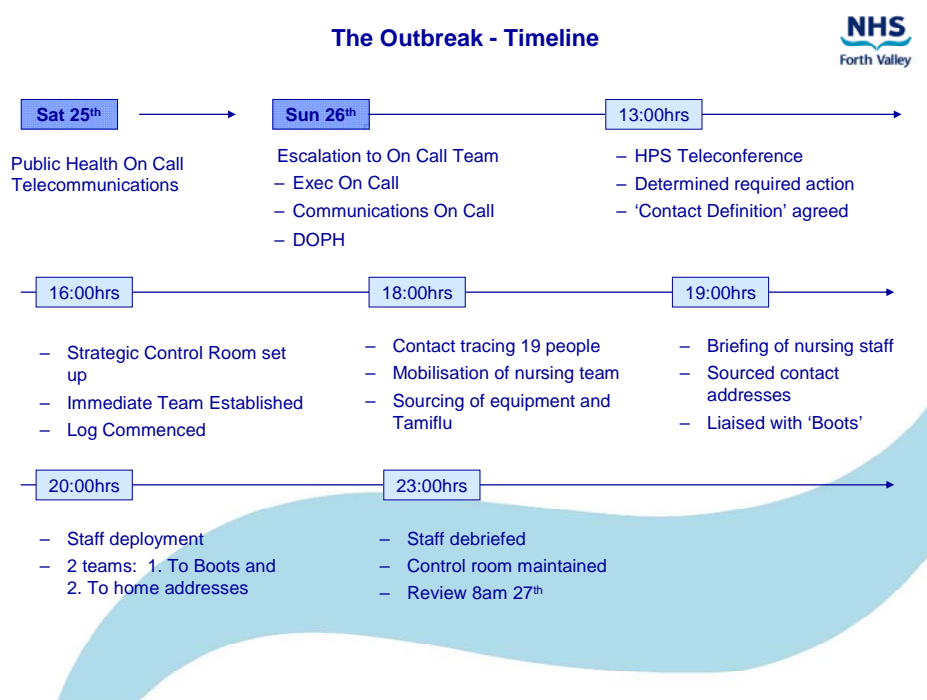 The Outbreak - Timeline
NHS
Forth Valley
Sat 25th
Sun 26th
13:00hrs
Public Health On Call
Telecommunications
Escalation to On Call Team
– Exec On Call
– Communications On Call
– DOPH
– HPS Teleconference
– Determined required action
– ‘Contact Definition’ agreed
16:00hrs
18:00hrs
19:00hrs
– Strategic Control Room set
up
– Immediate Team Established
– Log Commenced
– Contact tracing 19 people
– Mobilisation of nursing team
– Sourcing of equipment and
Tamiflu
– Briefing of nursing staff
– Sourced contact
addresses
– Liaised with ‘Boots’
20:00hrs
23:00hrs
– Staff deployment
– 2 teams: 1. To Boots and
2. To home addresses
– Staff debriefed
– Control room maintained
– Review 8am 27th